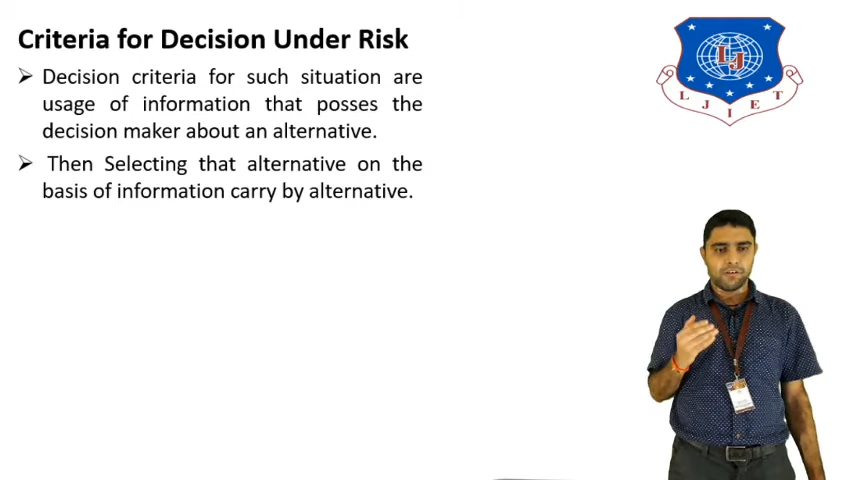 Criteria for Decision Under Risk
➢ Decision criteria for such situation are
usage of information that posses the
decision maker about an alternative.
➢ Then Selecting that alternative on the
basis of information carry by alternative.
LJ
L J I E T